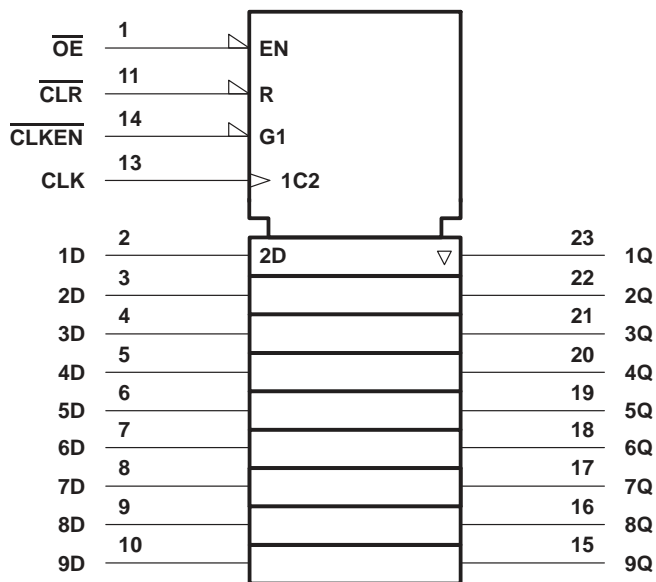 1
OE
EN
11
CLR
R
14
CLKEN
G1
13
CLK
1C2
2
23
1D
2D
1Q
3
22
2D
2Q
4
21
3D
3Q
5
20
4D
4Q
6
19
5D
5Q
7
18
6D
6Q
8
17
7D
7Q
9
16
8D
8Q
10
15
9D
9Q